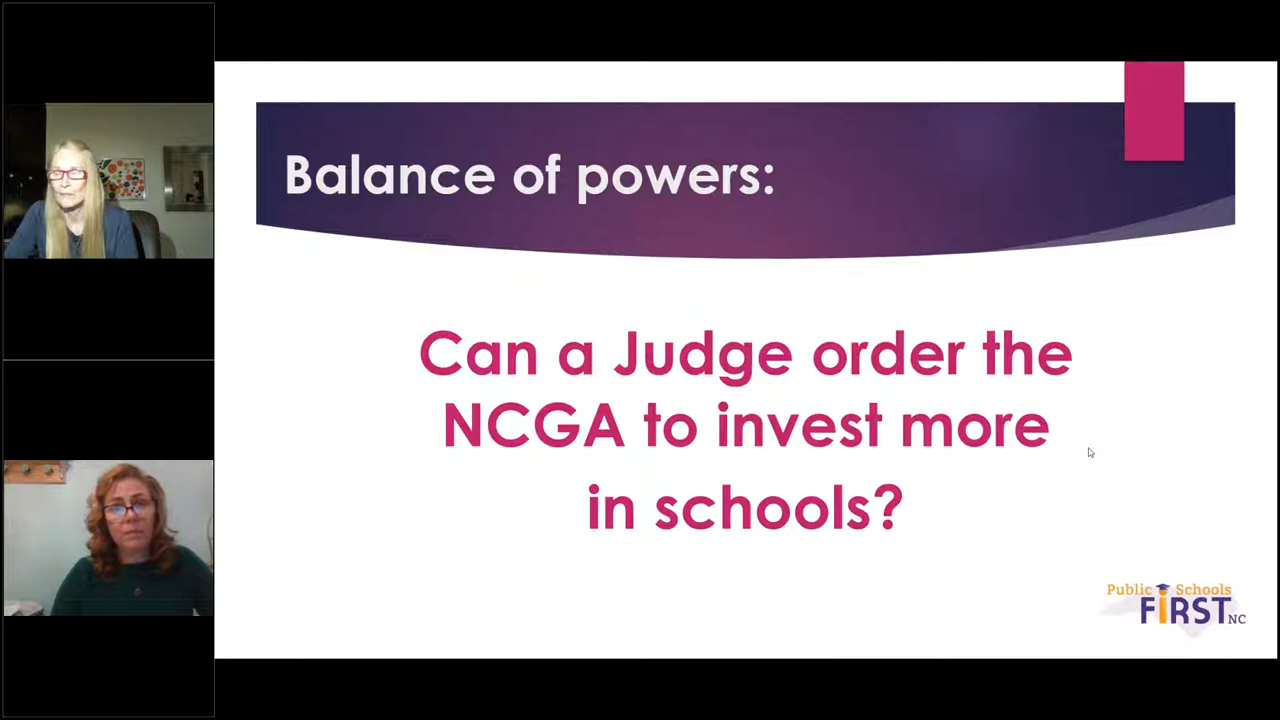 Balance of powers:
Can a Judge order the
NCGA to invest more
in schools?
Public Schools
FIRST NC